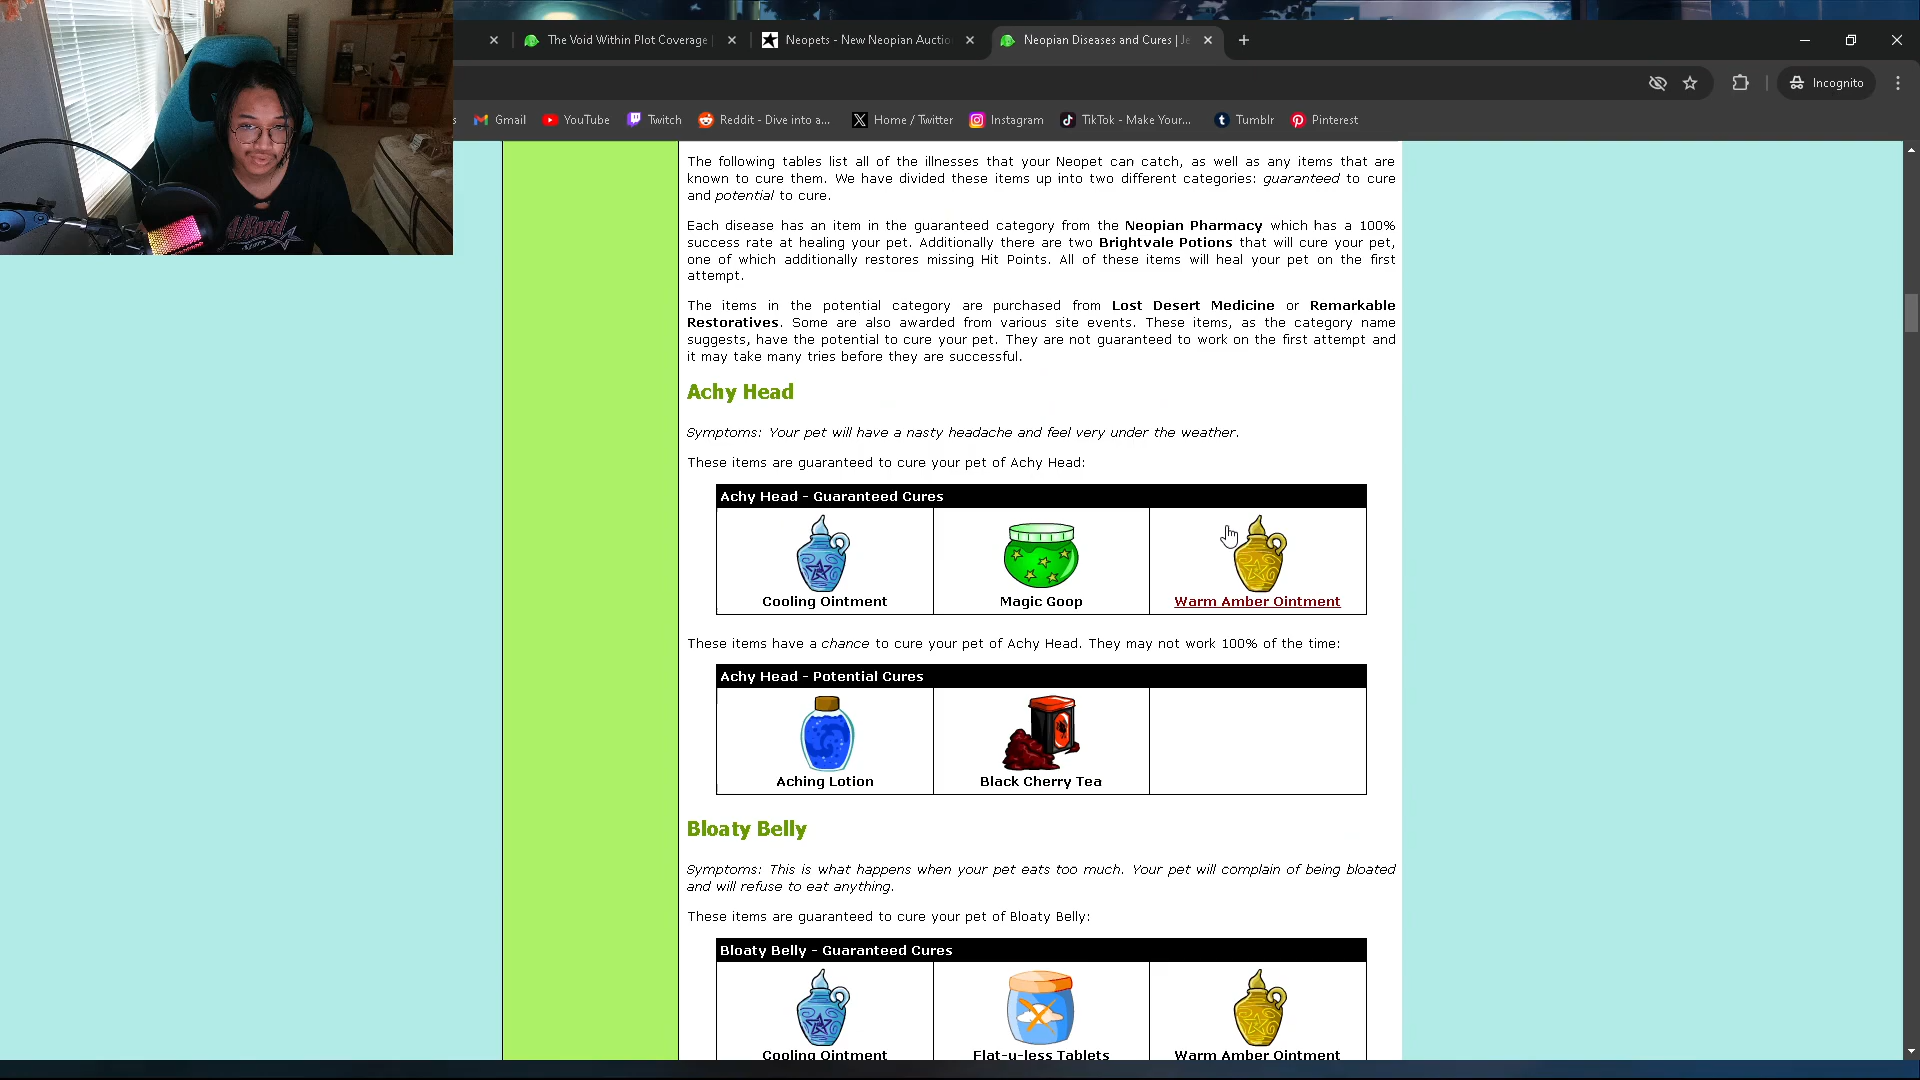 The Void Within Plot Coverage
Neopets - New Neopian Auctio
Neopian Diseases and Cures | Je
Incognito
s
Gmail
YouTube
Twitch
Reddit - Dive into a...
Home / Twitter
Instagram
TikTok - Make Your...
Tumblr
Pinterest
The following tables list all of the illnesses that your Neopet can catch, as well as any items that are
known to cure them. We have divided these items up into two different categories: guaranteed to cure
and potential to cure.
Each disease has an item in the guaranteed category from the Neopian Pharmacy which has a 100%
success rate at healing your pet. Additionally there are two Brightvale Potions that will cure your pet,
one of which additionally restores missing Hit Points. All of these items will heal your pet on the first
attempt.
The items in the potential category are purchased from Lost Desert Medicine or Remarkable
Restoratives. Some are also awarded from various site events. These items, as the category name
suggests, have the potential to cure your pet. They are not guaranteed to work on the first attempt and
it may take many tries before they are successful.
Achy Head
Symptoms: Your pet will have a nasty headache and feel very under the weather.
These items are guaranteed to cure your pet of Achy Head:
Achy Head - Guaranteed Cures
Cooling Ointment
Magic Goop
Warm Amber Ointment
These items have a chance to cure your pet of Achy Head. They may not work 100% of the time:
Achy Head - Potential Cures
Aching Lotion
Black Cherry Tea
Bloaty Belly
Symptoms: This is what happens when your pet eats too much. Your pet will complain of being bloated
and will refuse to eat anything.
These items are guaranteed to cure your pet of Bloaty Belly:
Bloaty Belly - Guaranteed Cures
Cooling Ointment
Flat-u-less Tablets
Warm Amber Ointment